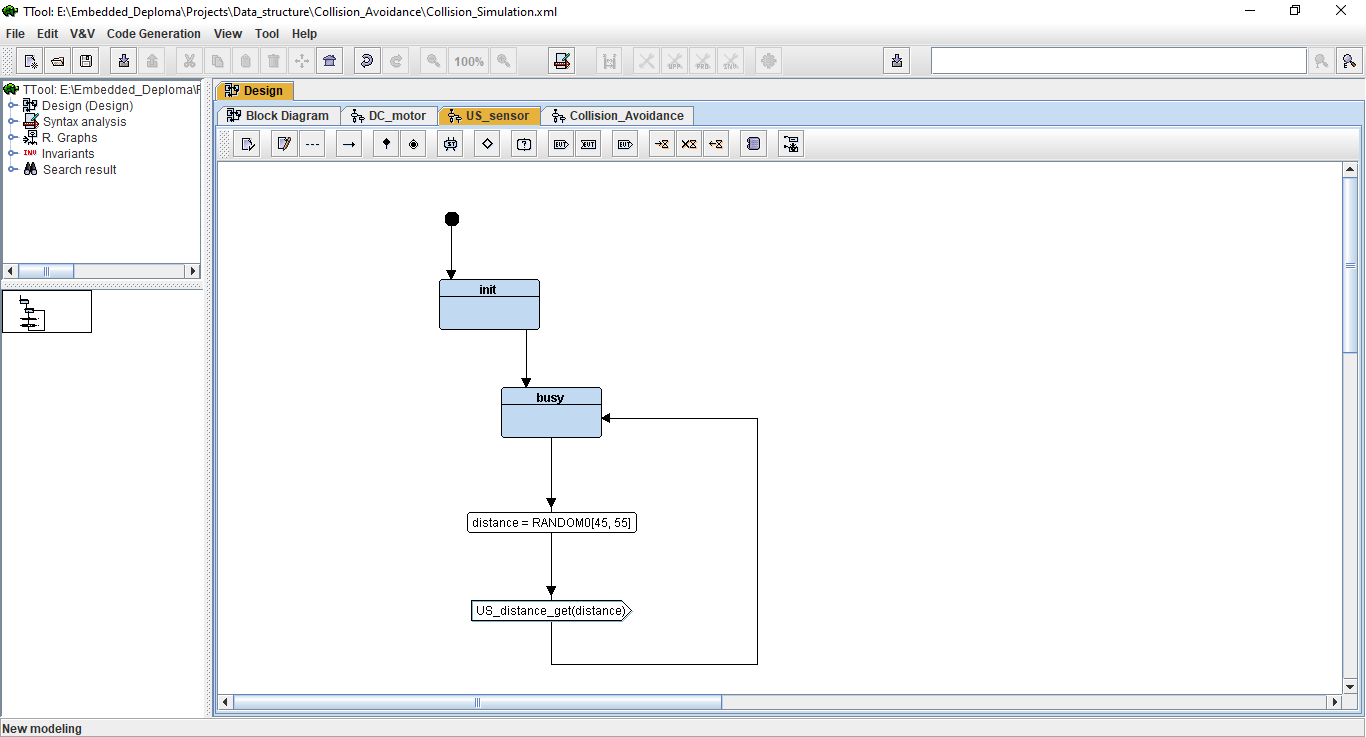 TTool: E:\Embedded_Deploma\Projects\Data_structure\Collision_Avoidance\Collision_Simulation.xml
File Edit V&V Code Generation View Tool Help
100%
TTool: E:\Embedded_Deploma\
Design (Design)
Syntax analysis
R. Graphs
INV Invariants
Search result
Design
Block Diagram DC_motor US_sensor Collision_Avoidance
init
busy
distance = RANDOM0[45, 55]
US_distance_get(distance)
New modeling